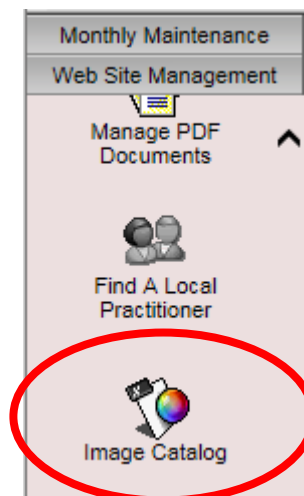 Monthly Maintenance
Web Site Management
Manage PDF
Documents
Find A Local
Practitioner
Image Catalog